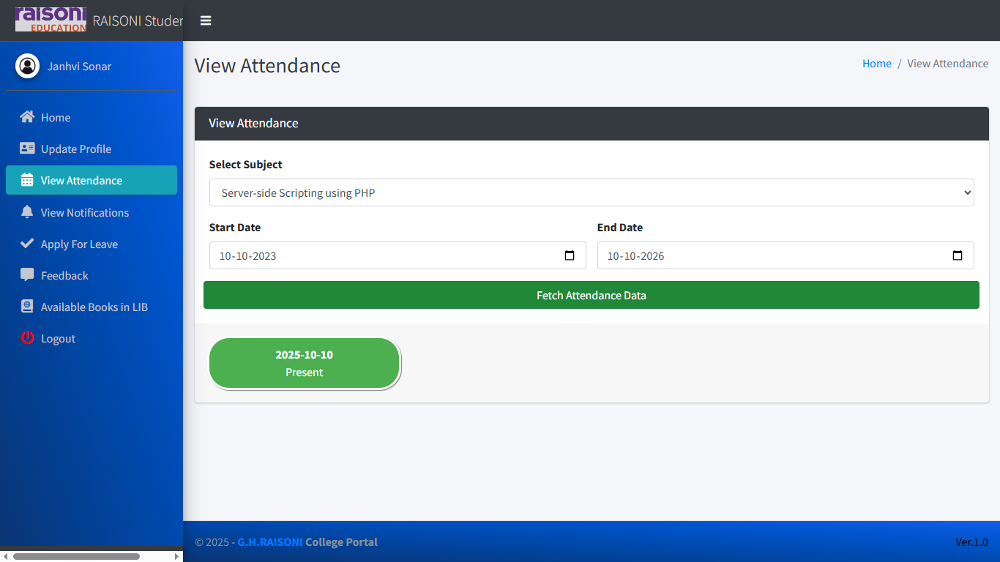 raisoni
EDUCATION
RAISONI Studen
Janhvi Sonar
Home
Update Profile
View Attendance
View Notifications
Apply For Leave
Feedback
Available Books in LIB
Logout
View Attendance
Home / View Attendance
View Attendance
Select Subject
Server-side Scripting using PHP
Start Date
End Date
10-10-2023
10-10-2026
Fetch Attendance Data
2025-10-10
Present
© 2025 - G.H.RAISONI College Portal
Ver.1.0